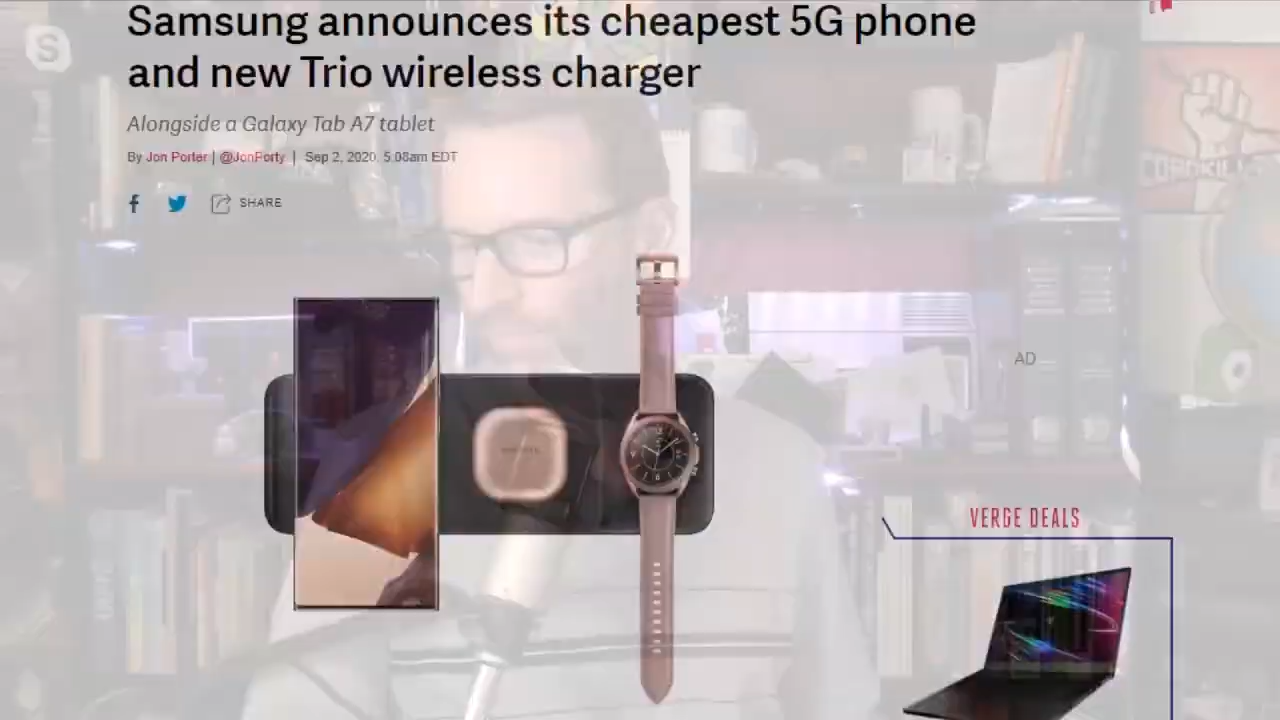 Samsung announces its cheapest 5G phone
and new Trio wireless charger
Alongside a Galaxy Tab A7 tablet
By Jon Porter | @JonPorty | Sep 2, 2020, 5:08am EDT
SHARE
AD
VERGE DEALS